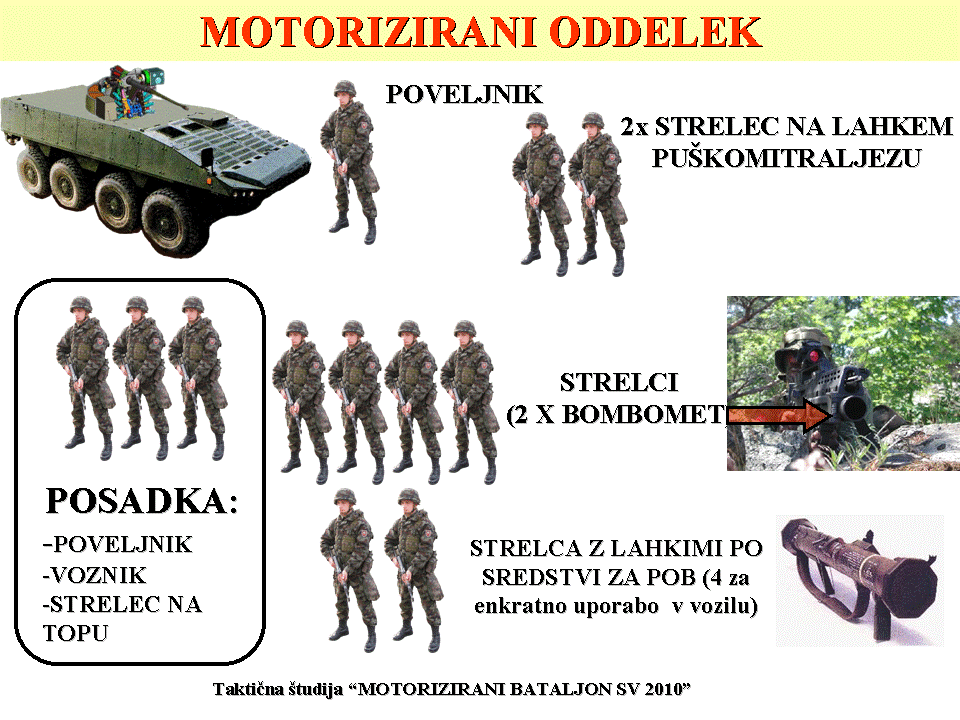 MOTORIZIRANI ODDELEK
POVELJNIK
2x STRELEC NA LAHKEM
PUŠKOMITRALJEZU
STRELCI
(2 X BOMBOMET)
POSADKA:
-POVELJNIK
-VOZNIK
-STRELEC NA
TOPU
STRELCA Z LAHKIMI PO
SREDSTVI ZA POB (4 za
enkratno uporabo v vozilu)
Taktična študija “MOTORIZIRANI BATALJON SV 2010”